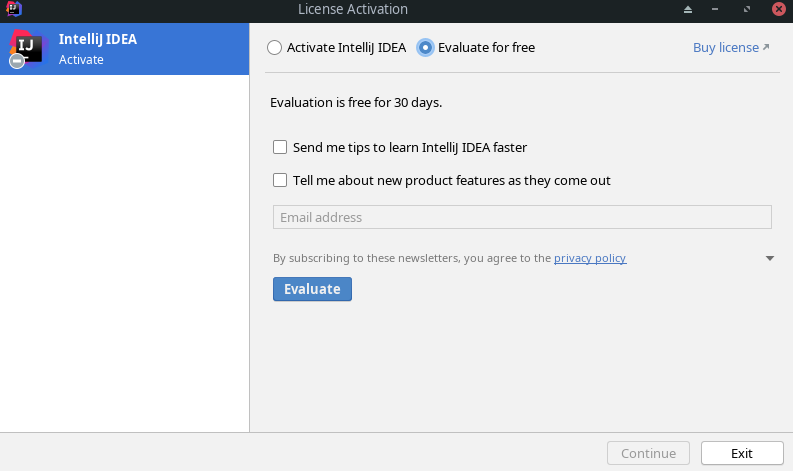 License Activation
IJ
IntelliJ IDEA
Activate
Activate IntelliJ IDEA
Evaluate for free
Buy license
Evaluation is free for 30 days.
Send me tips to learn IntelliJ IDEA faster
Tell me about new product features as they come out
Email address
By subscribing to these newsletters, you agree to the privacy policy
Evaluate
Continue
Exit